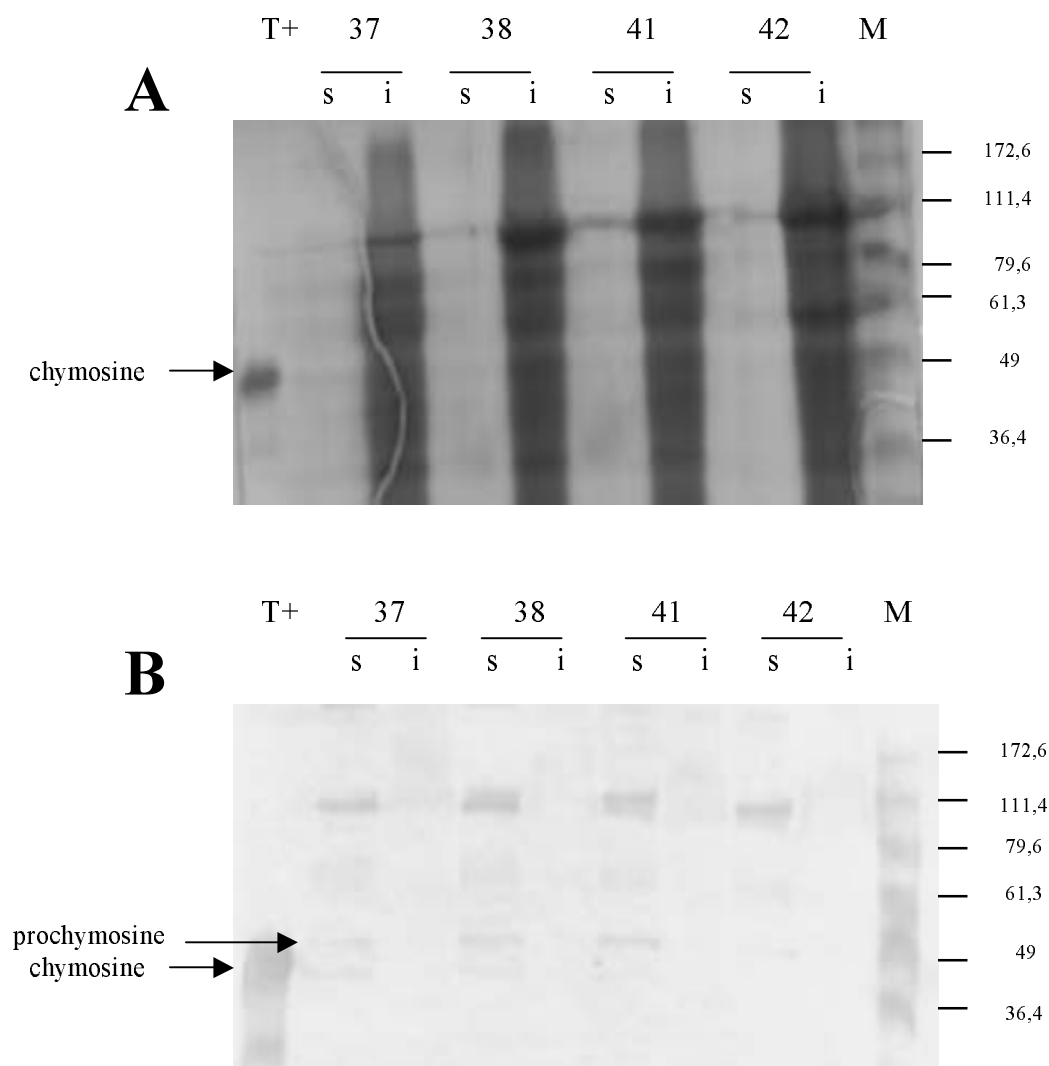 T+ 37 38 41 42 M
A
s i s i s i s i
172,6
111,4
79,6
61,3
chymosine
49
36,4
T+ 37 38 41 42 M
B
s i s i s i s i
172,6
111,4
79,6
61,3
prochymosine
49
chymosine
36,4